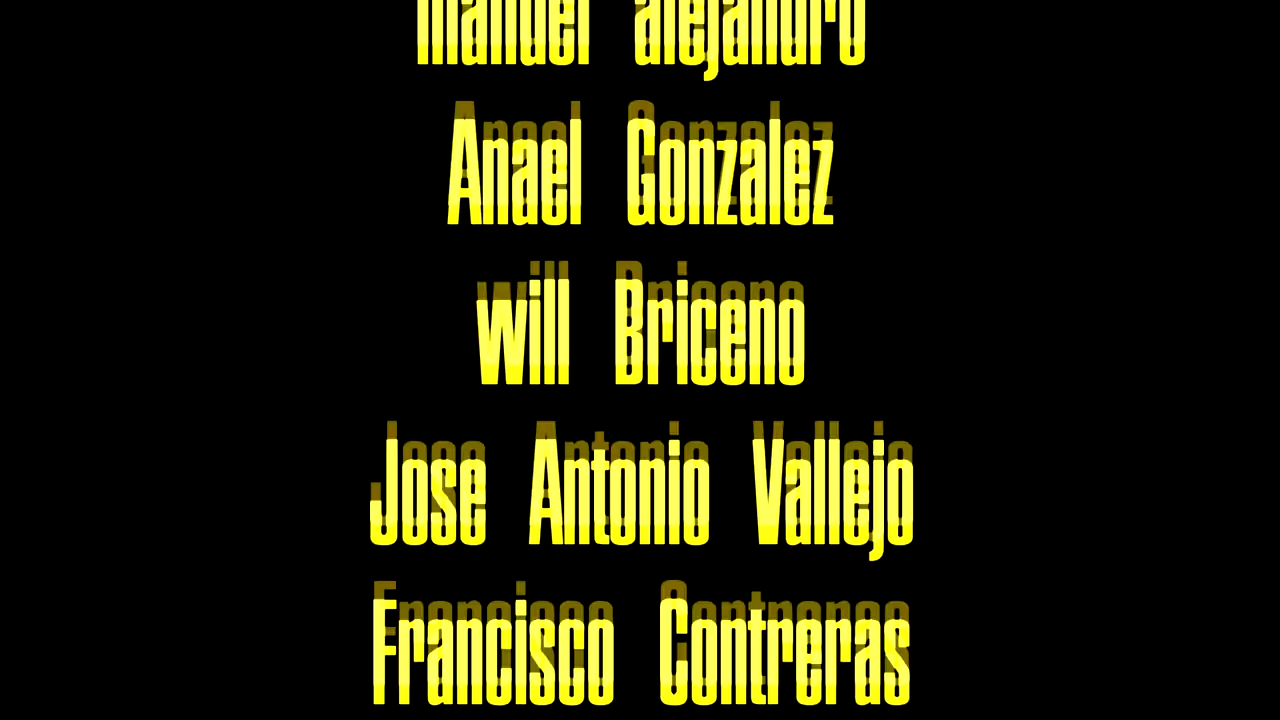 manuel alejandro
Anael Gonzalez
will Briceno
Jose Antonio Vallejo
Francisco Contreras